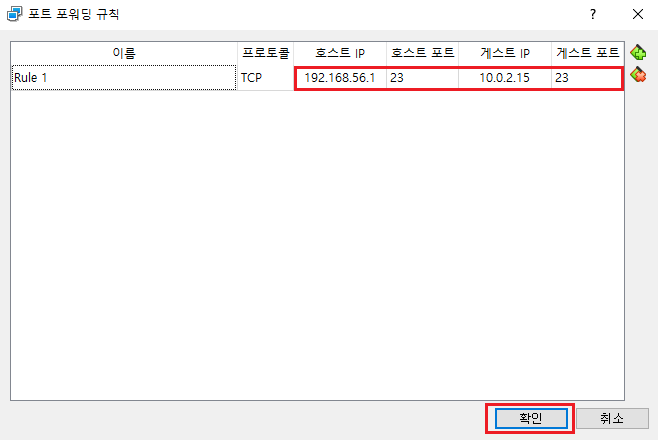 포트 포워딩 규칙 ?
이름 프로토콜 호스트 IP 호스트 포트 게스트 IP 게스트 포트
Rule 1 TCP 192.168.56.1 23 10.0.2.15 23
확인 취소